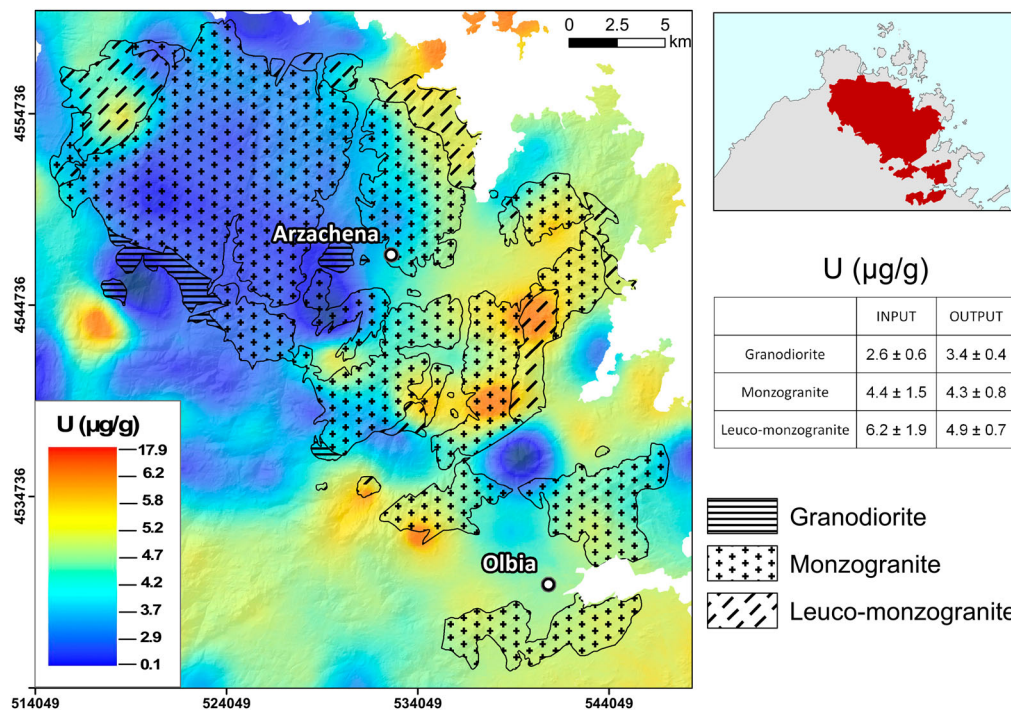 0 2.5 5
km
4554736
4544736
4534736
Arzachena
Olbia
U (µg/g)
17.9
6.2
5.8
5.2
4.7
4.2
3.7
2.9
0.1
514049 524049 534049 544049
U (µg/g)
INPUT OUTPUT
Granodiorite 2.6 ± 0.6 3.4 ± 0.4
Monzogranite 4.4 ± 1.5 4.3 ± 0.8
Leuco-monzogranite 6.2 ± 1.9 4.9 ± 0.7
Granodiorite
Monzogranite
Leuco-monzogranite